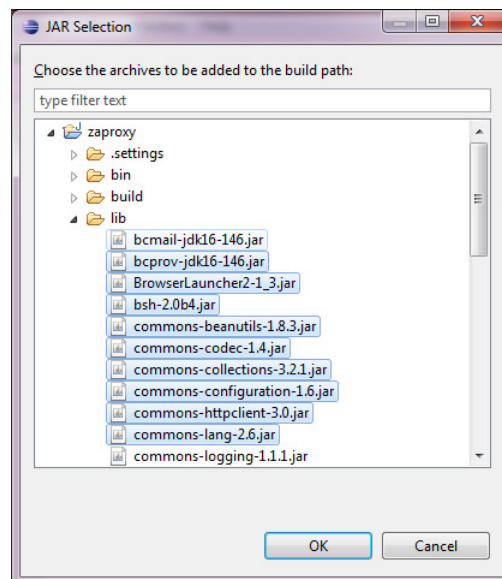 JAR Selection
Choose the archives to be added to the build path:
type filter text
zaproxy
.settings
bin
build
lib
bcmail-jdk16-146.jar
bcprov-jdk16-146.jar
BrowserLauncher2-1_3.jar
bsh-2.0b4.jar
commons-beanutils-1.8.3.jar
commons-codec-1.4.jar
commons-collections-3.2.1.jar
commons-configuration-1.6.jar
commons-httpclient-3.0.jar
commons-lang-2.6.jar
commons-logging-1.1.1.jar
OK Cancel